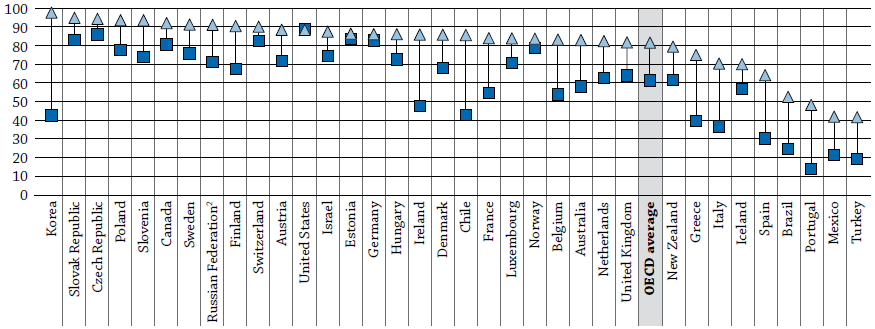 100
90
80
70
60
50
40
30
20
10
0
Korea
Slovak Republic
Czech Republic
Poland
Slovenia
Canada
Sweden
Russian Federation²
Finland
Switzerland
Austria
United States
Israel
Estonia
Germany
Hungary
Ireland
Denmark
Chile
France
Luxembourg
Norway
Belgium
Australia
Netherlands
United Kingdom
OECD average
New Zealand
Greece
Italy
Iceland
Spain
Brazil
Portugal
Mexico
Turkey